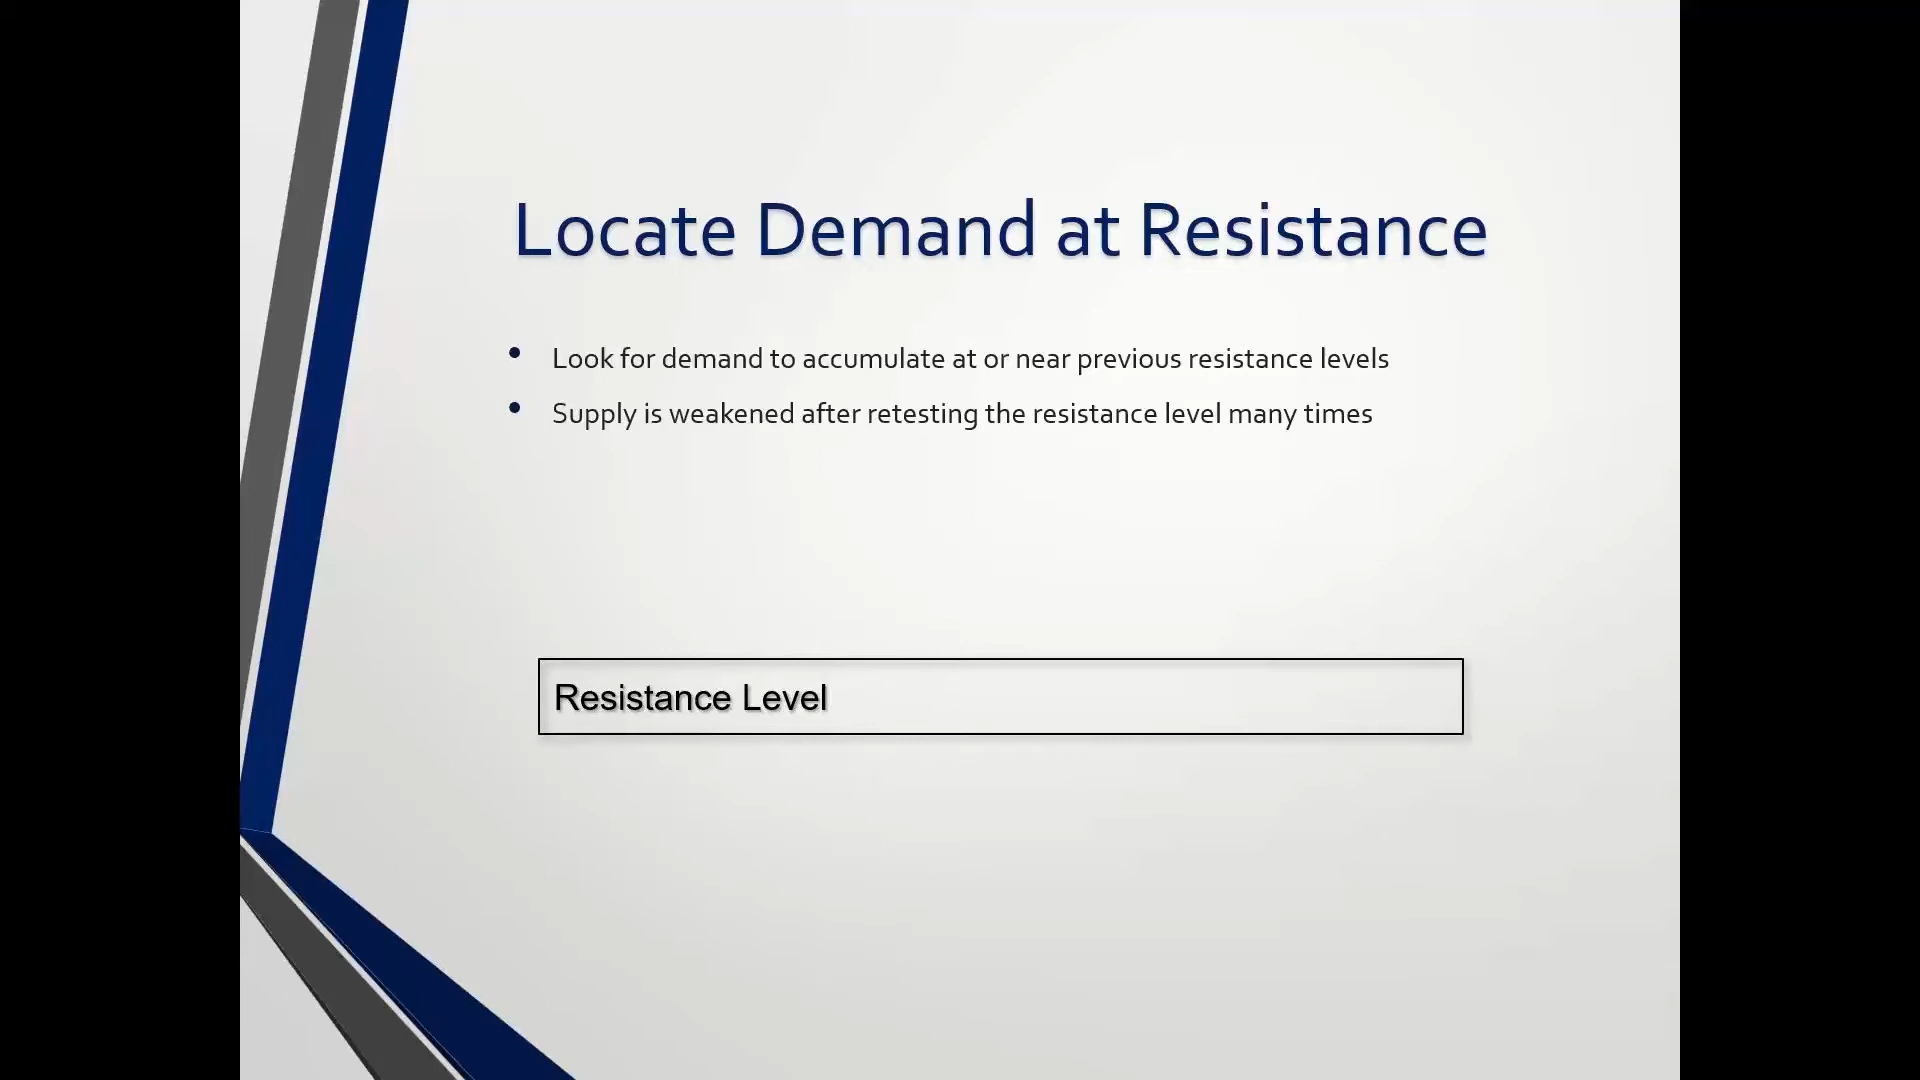 Locate Demand at Resistance
• Look for demand to accumulate at or near previous resistance levels
• Supply is weakened after retesting the resistance level many times
Resistance Level